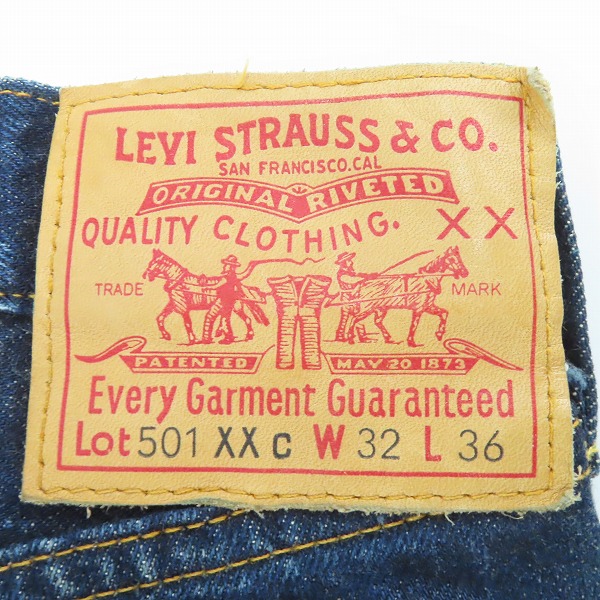 LEVI STRAUSS & CO.
SAN FRANCISCO.CAL
ORIGINAL RIVETED
QUALITY CLOTHING. XX
TRADE MARK
PATENTED MAY 20 1873
Every Garment Guaranteed
Lot 501 XX C W 32 L 36